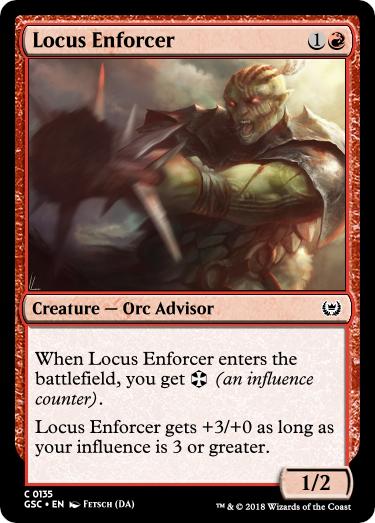 Locus Enforcer 1
Creature — Orc Advisor
When Locus Enforcer enters the
battlefield, you get (an influence
counter).
Locus Enforcer gets +3/+0 as long as
your influence is 3 or greater.
1/2
C 0135
GSC • EN Fetsch (DA)
™ & © 2018 Wizards of the Coast